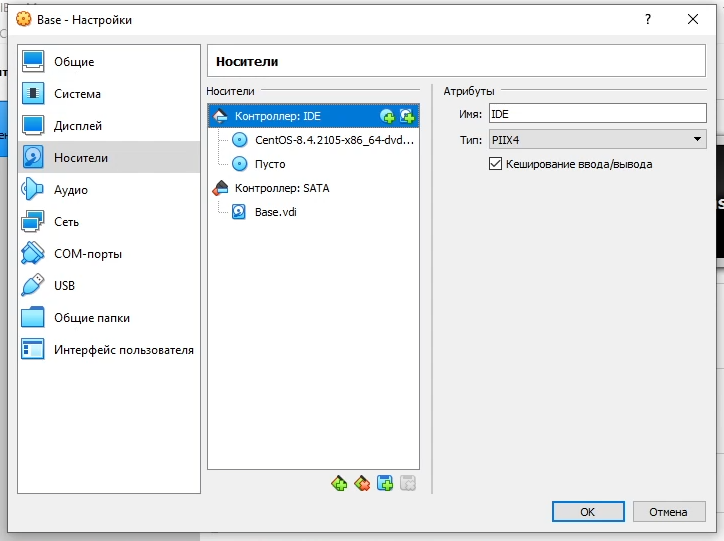 Base - Настройки
Общие
Система
Дисплей
Носители
Аудио
Сеть
COM-порты
USB
Общие папки
Интерфейс пользователя
Носители
Носители
Контроллер: IDE
CentOS-8.4.2105-x86_64-dvd...
Пусто
Контроллер: SATA
Base.vdi
Атрибуты
Имя: IDE
Тип: PIIX4
Кеширование ввода/вывода
OK
Отмена